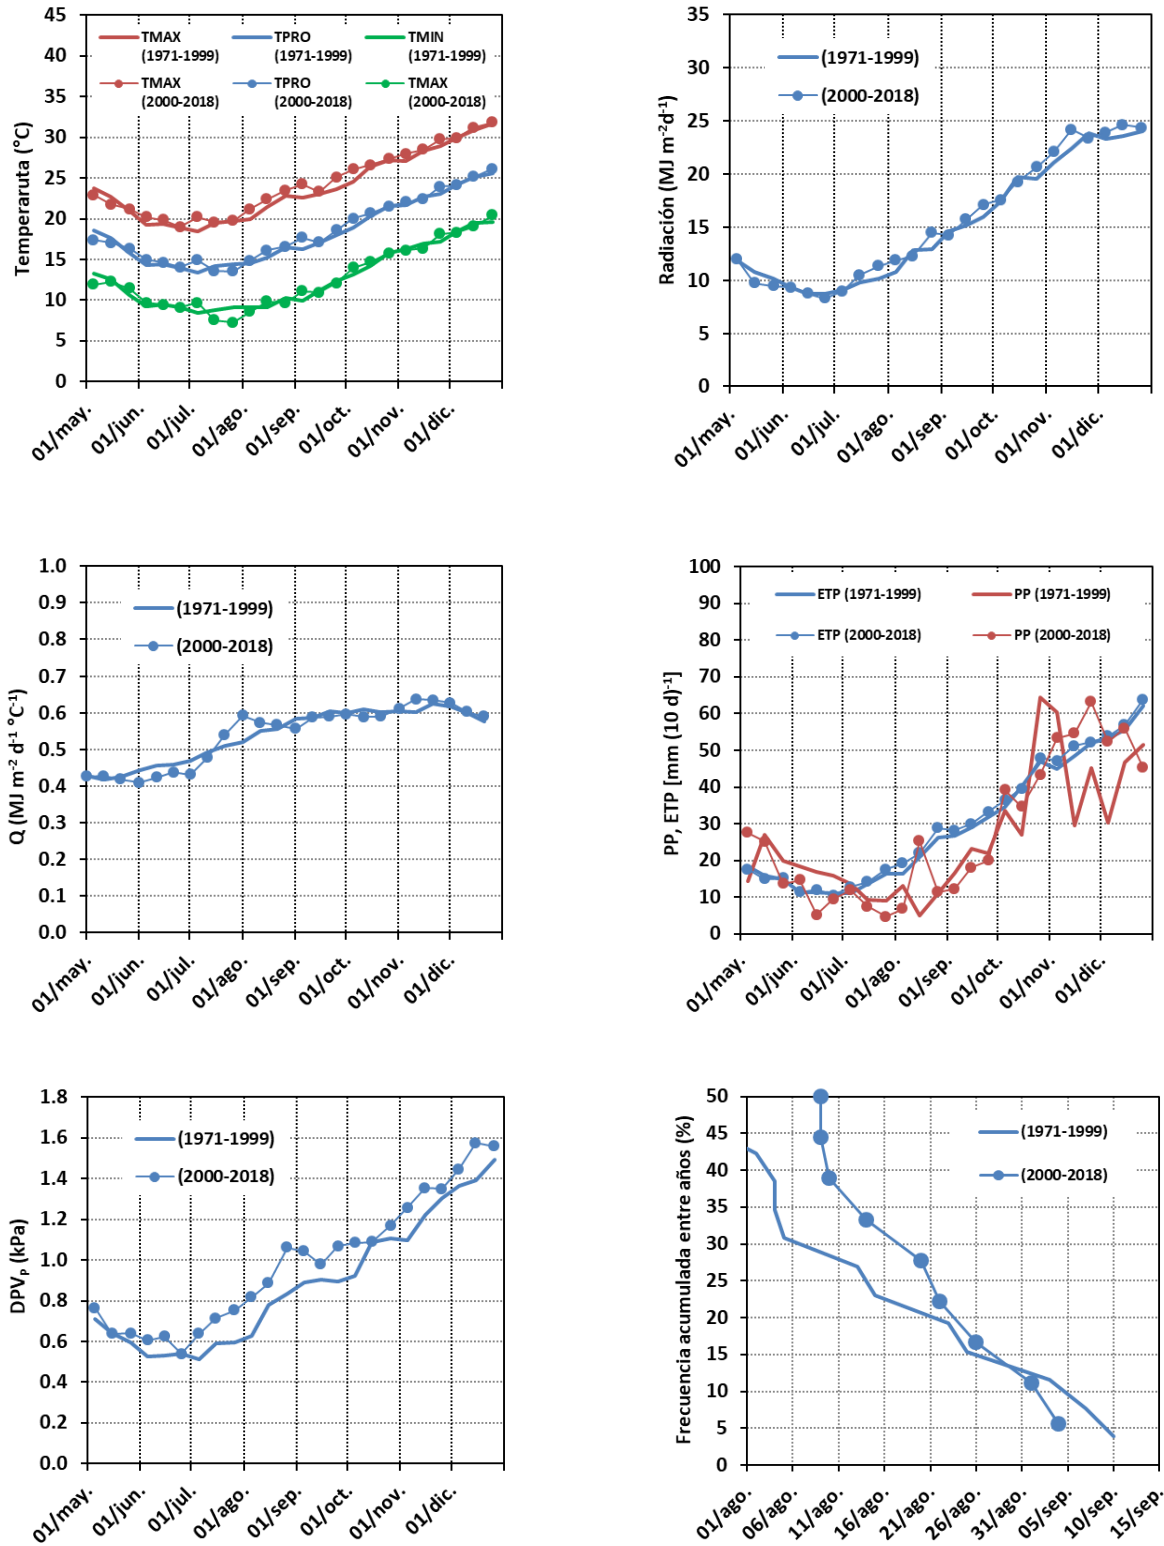 45
40
35
30
25
20
15
10
5
0
Temperaruta (°C)
TMAX
(1971-1999)
TPRO
(1971-1999)
TMIN
(1971-1999)
TMAX
(2000-2018)
TPRO
(2000-2018)
TMAX
(2000-2018)
01/may.
01/jun.
01/jul.
01/ago.
01/sep.
01/oct.
01/nov.
01/dic.
35
30
25
20
15
10
5
0
Radiación (MJ m⁻²d⁻¹)
(1971-1999)
(2000-2018)
01/may.
01/jun.
01/jul.
01/ago.
01/sep.
01/oct.
01/nov.
01/dic.
1.0
0.9
0.8
0.7
0.6
0.5
0.4
0.3
0.2
0.1
0.0
Q (MJ m⁻² d⁻¹ °C⁻¹)
(1971-1999)
(2000-2018)
01/may.
01/jun.
01/jul.
01/ago.
01/sep.
01/oct.
01/nov.
01/dic.
100
90
80
70
60
50
40
30
20
10
0
PP, ETP [mm (10 d)⁻¹]
ETP (1971-1999)
PP (1971-1999)
ETP (2000-2018)
PP (2000-2018)
01/may.
01/jun.
01/jul.
01/ago.
01/sep.
01/oct.
01/nov.
01/dic.
1.8
1.6
1.4
1.2
1.0
0.8
0.6
0.4
0.2
0.0
DPVₚ (kPa)
(1971-1999)
(2000-2018)
01/may.
01/jun.
01/jul.
01/ago.
01/sep.
01/oct.
01/nov.
01/dic.
50
45
40
35
30
25
20
15
10
5
0
Frecuencia acumulada entre años (%)
(1971-1999)
(2000-2018)
01/ago.
06/ago.
11/ago.
16/ago.
21/ago.
26/ago.
31/ago.
05/sep.
10/sep.
15/sep.